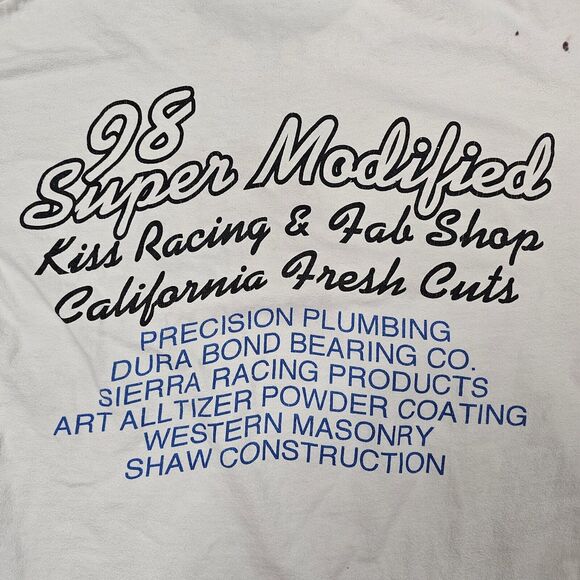 98
Super Modified
Kiss Racing & Fab Shop
California Fresh Cuts
PRECISION PLUMBING
DURA BOND BEARING CO.
SIERRA RACING PRODUCTS
ART ALLTIZER POWDER COATING
WESTERN MASONRY
SHAW CONSTRUCTION